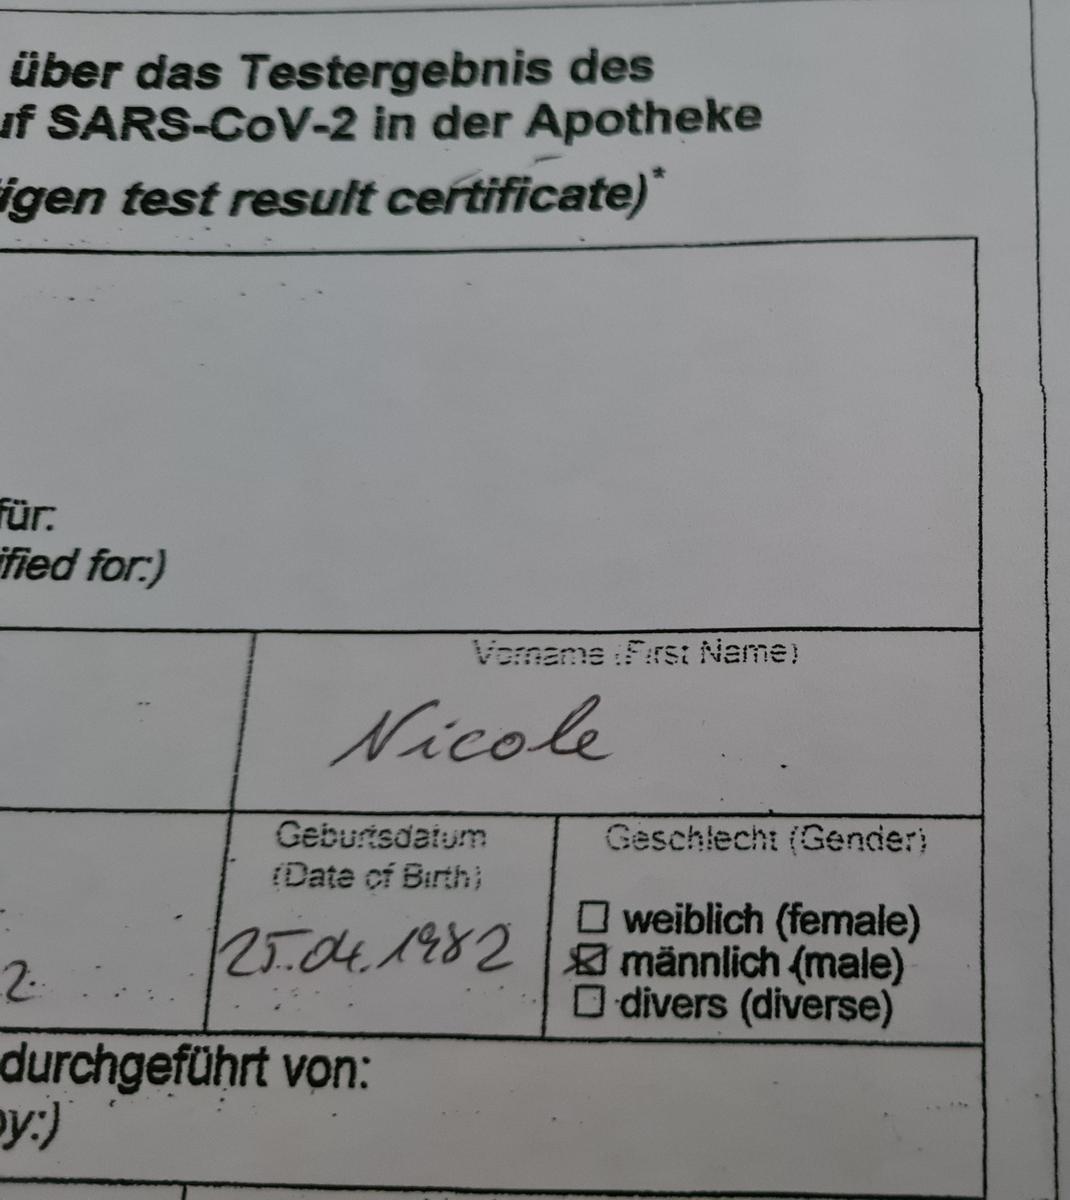 über das Testergebnis des
uf SARS-CoV-2 in der Apotheke
igen test result certificate)*
für:
ified for:)
Vorname (First Name)
Nicole
Geburtsdatum
(Date of Birth)
25.04.1982
Geschlecht (Gender)
☐ weiblich (female)
☒ männlich (male)
☐ divers (diverse)
2.
durchgeführt von:
by:)